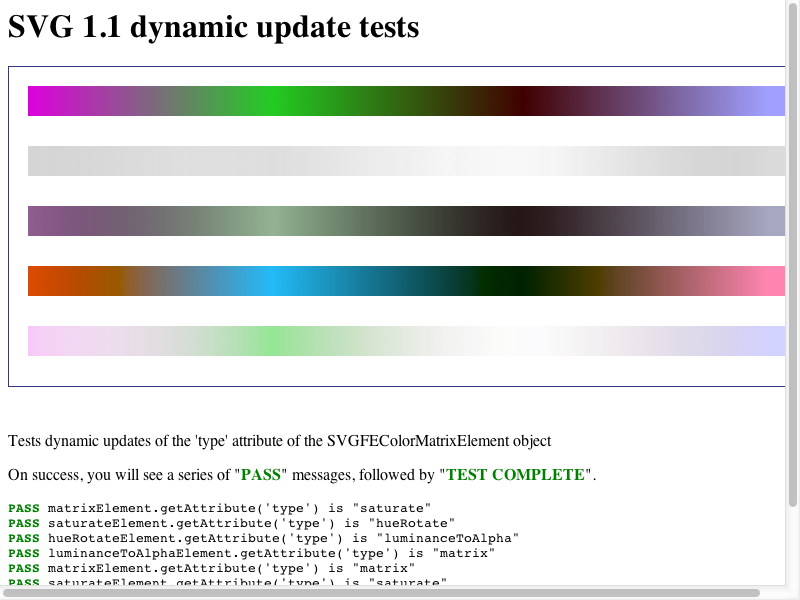 SVG 1.1 dynamic update tests
Tests dynamic updates of the 'type' attribute of the SVGFEColorMatrixElement object
On success, you will see a series of "PASS" messages, followed by "TEST COMPLETE".
PASS matrixElement.getAttribute('type') is "saturate"
PASS saturateElement.getAttribute('type') is "hueRotate"
PASS hueRotateElement.getAttribute('type') is "luminanceToAlpha"
PASS luminanceToAlphaElement.getAttribute('type') is "matrix"
PASS matrixElement.getAttribute('type') is "matrix"
PASS saturateElement.getAttribute('type') is "saturate"